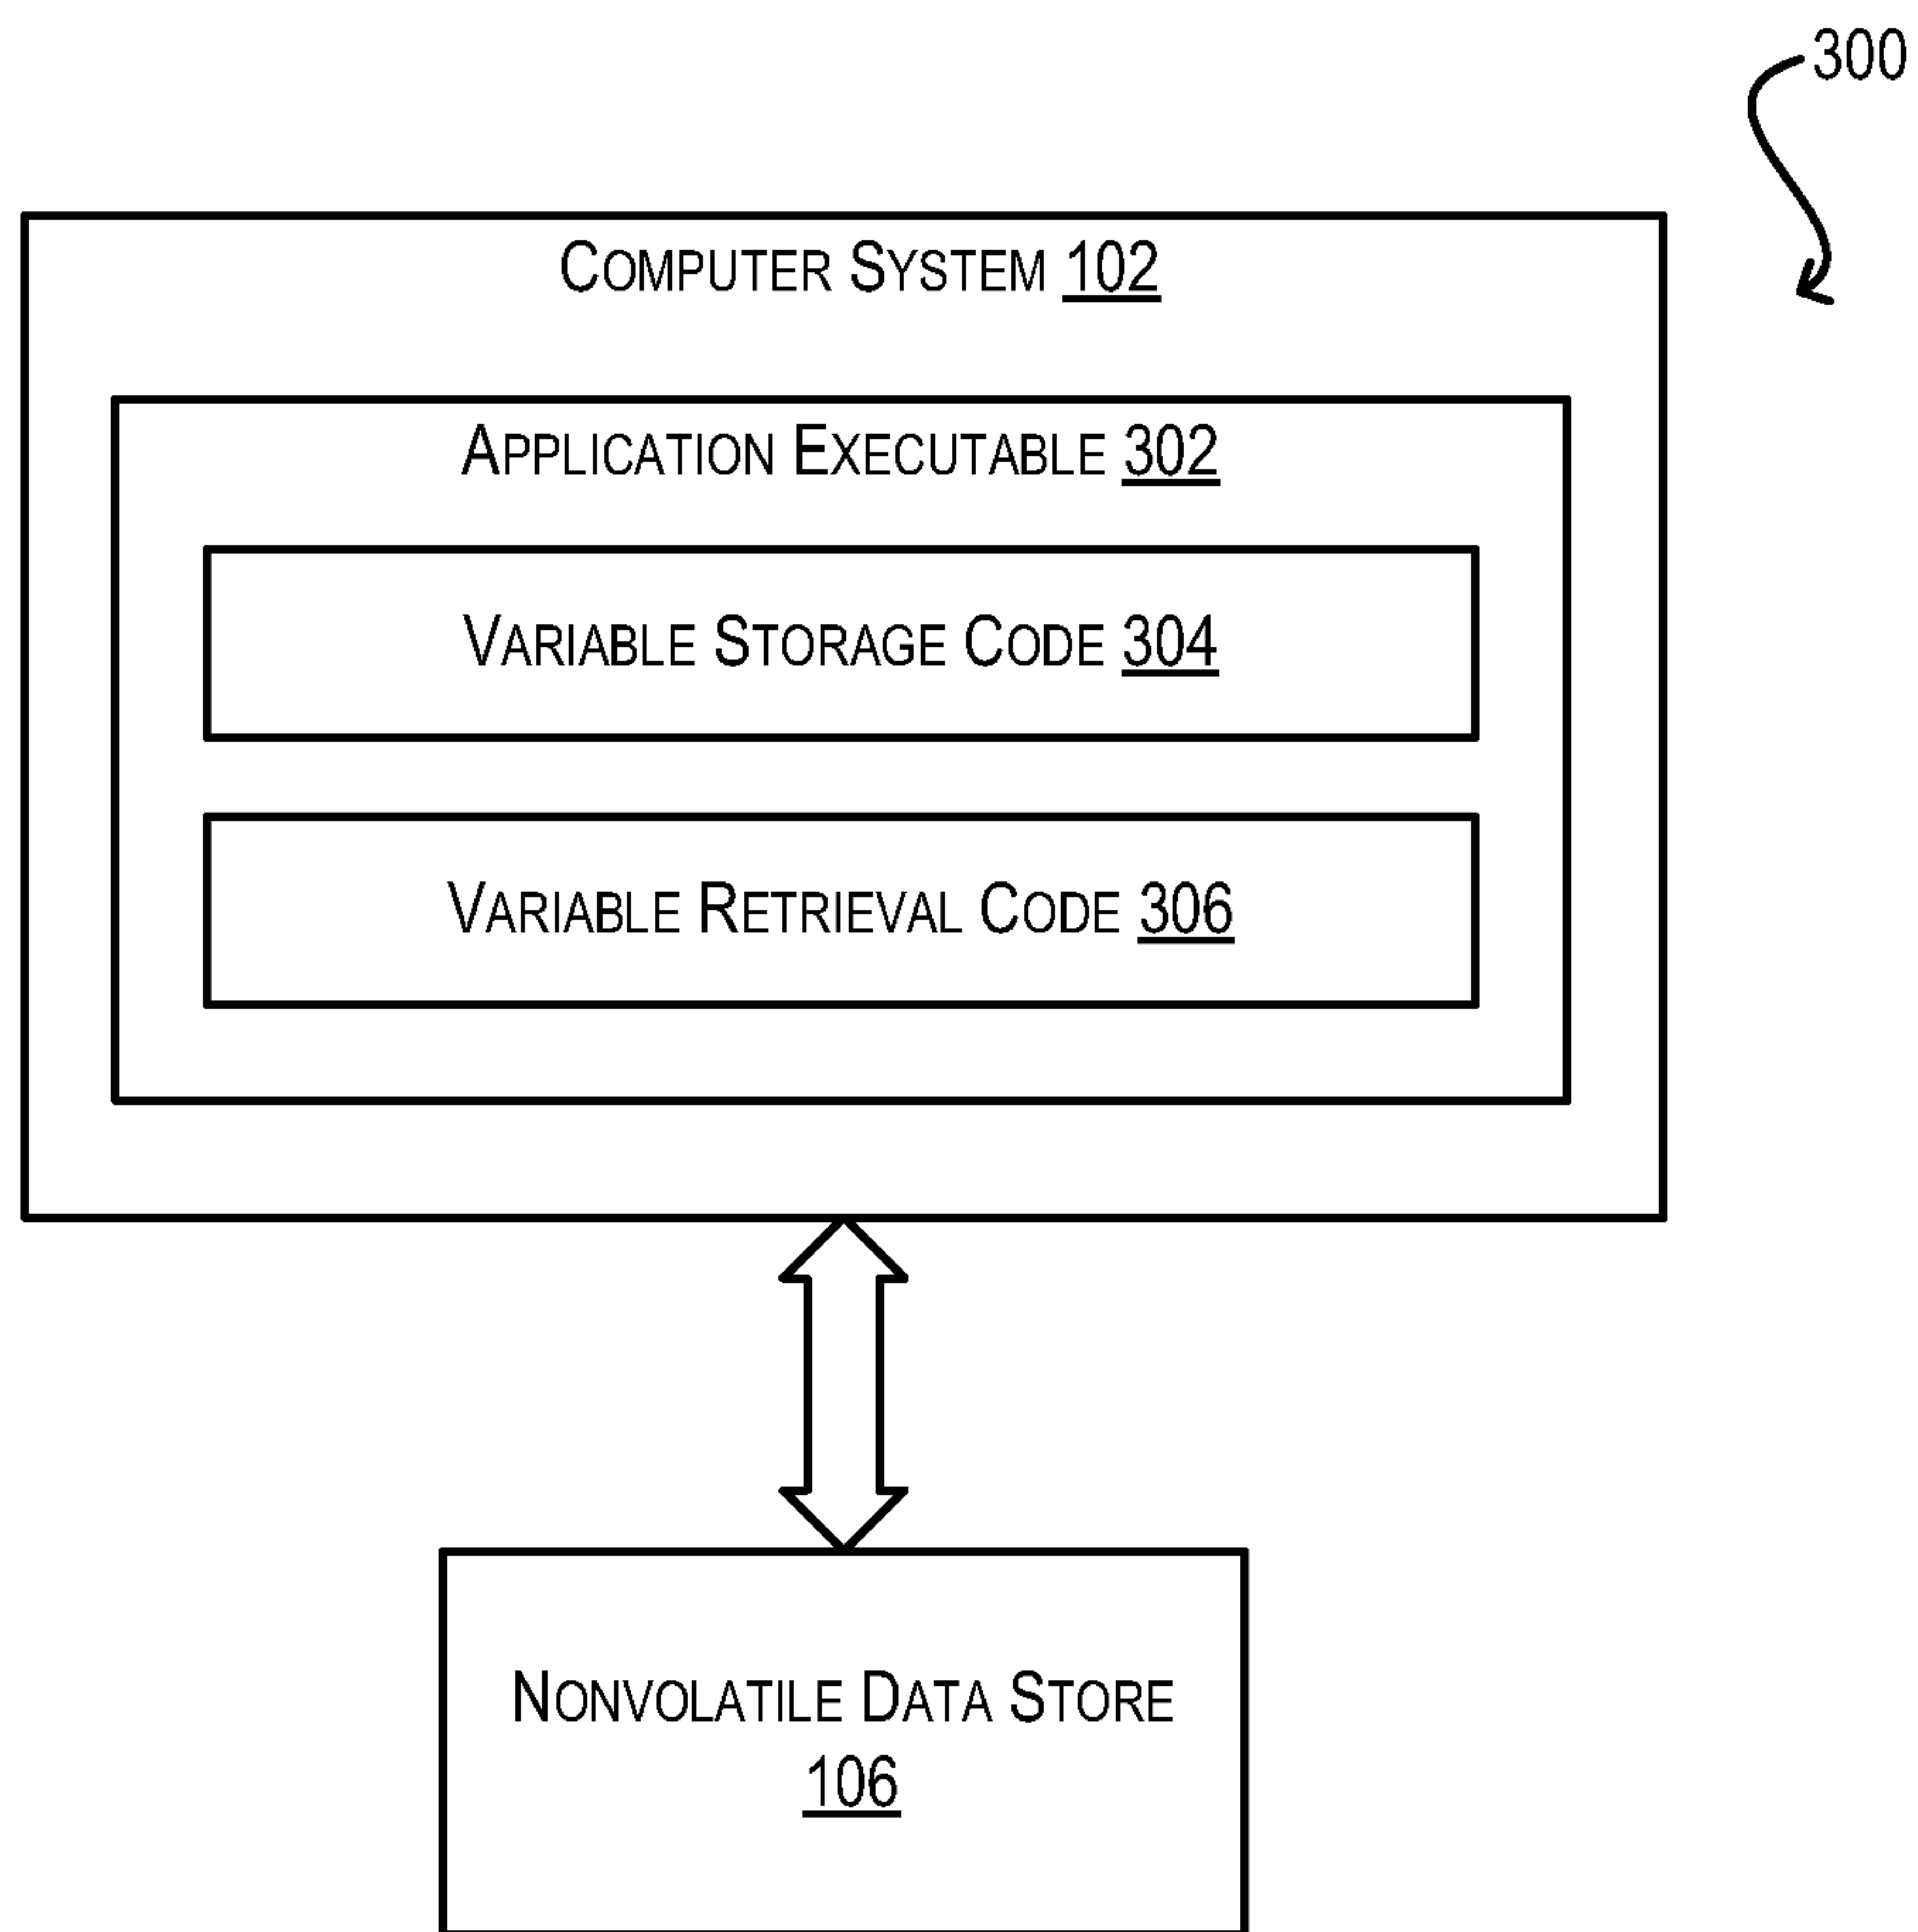 300
COMPUTER SYSTEM 102
APPLICATION EXECUTABLE 302
VARIABLE STORAGE CODE 304
VARIABLE RETRIEVAL CODE 306
NONVOLATILE DATA STORE
106